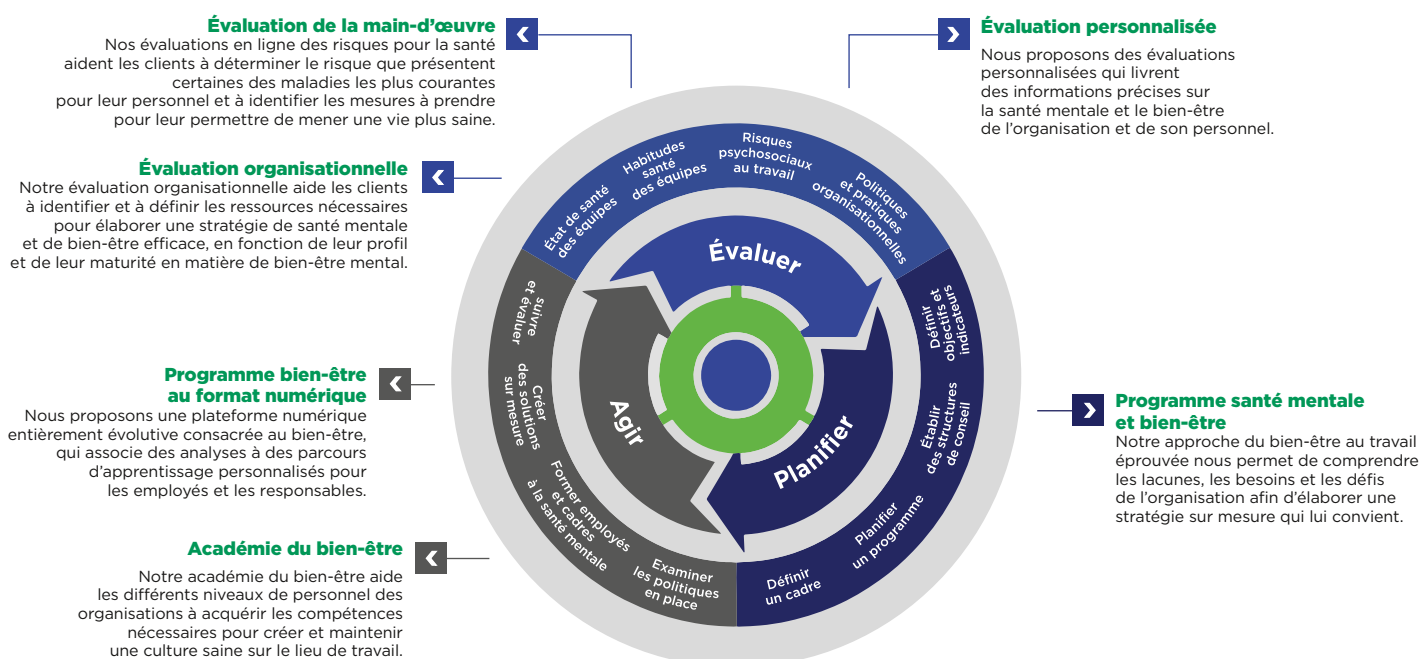 Évaluation de la main-d'œuvre
Nos évaluations en ligne des risques pour la santé
aident les clients à déterminer le risque que présentent
certaines des maladies les plus courantes
pour leur personnel et à identifier les mesures à prendre
pour leur permettre de mener une vie plus saine.
Évaluation organisationnelle
Notre évaluation organisationnelle aide les clients
à identifier et à définir les ressources nécessaires
pour élaborer une stratégie de santé mentale
et de bien-être efficace, en fonction de leur profil
et de leur maturité en matière de bien-être mental.
Programme bien-être
au format numérique
Nous proposons une plateforme numérique
entièrement évolutive consacrée au bien-être,
qui associe des analyses à des parcours
d'apprentissage personnalisés pour
les employés et les responsables.
Académie du bien-être
Notre académie du bien-être aide
les différents niveaux de personnel des
organisations à acquérir les compétences
nécessaires pour créer et maintenir
une culture saine sur le lieu de travail.
État de santé
des équipes
Habitudes
santé
des équipes
Risques
psychosociaux
au travail
Politiques
et pratiques
organisationnelles
Définir
objectifs et
indicateurs
Établir
des structures
de conseil
Planifier
un programme
Définir
un cadre
Examiner
les politiques
en place
Former employés
et cadres
à la santé mentale
Créer
des solutions
sur mesure
suivre
et évaluer
Évaluer
Planifier
Agir
Évaluation personnalisée
Nous proposons des évaluations
personnalisées qui livrent
des informations précises sur
la santé mentale et le bien-être
de l'organisation et de son personnel.
Programme santé mentale
et bien-être
Notre approche du bien-être au travail
éprouvée nous permet de comprendre
les lacunes, les besoins et les défis
de l'organisation afin d'élaborer une
stratégie sur mesure qui lui convient.